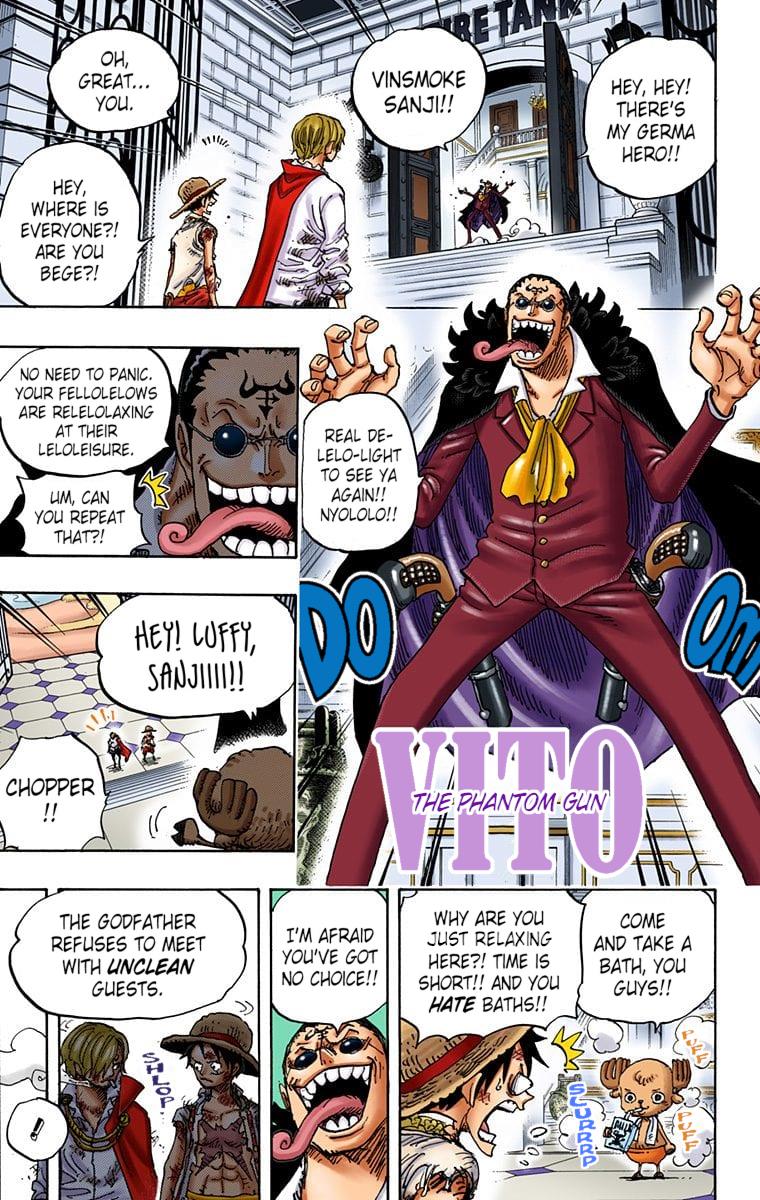 RE TANK
HEY, HEY!
THERE'S
MY GERMA
HERO!!
VINSMOKE
SANJI!!
OH,
GREAT...
YOU.
HEY,
WHERE IS
EVERYONE?!
ARE YOU
BEGE?!
REAL DE-
LELO-LIGHT
TO SEE YA
AGAIN!!
NYOLOLO!!
DO
OM
VITO
THE PHANTOM GUN
NO NEED TO PANIC.
YOUR FELLOLELOWS
ARE RELELOLAXING
AT THEIR
LELOLEISURE.
UM, CAN
YOU REPEAT
THAT?!
HEY! LUFFY,
SANJIIII!!
CHOPPER
!!
COME
AND TAKE A
BATH, YOU
GUYS!!
PUFF
PUFF
SLURRRP
WHY ARE YOU
JUST RELAXING
HERE?! TIME IS
SHORT!! AND YOU
HATE BATHS!!
I'M AFRAID
YOU'VE GOT
NO CHOICE!!
THE GODFATHER
REFUSES TO MEET
WITH UNCLEAN
GUESTS.
SHLOP
!